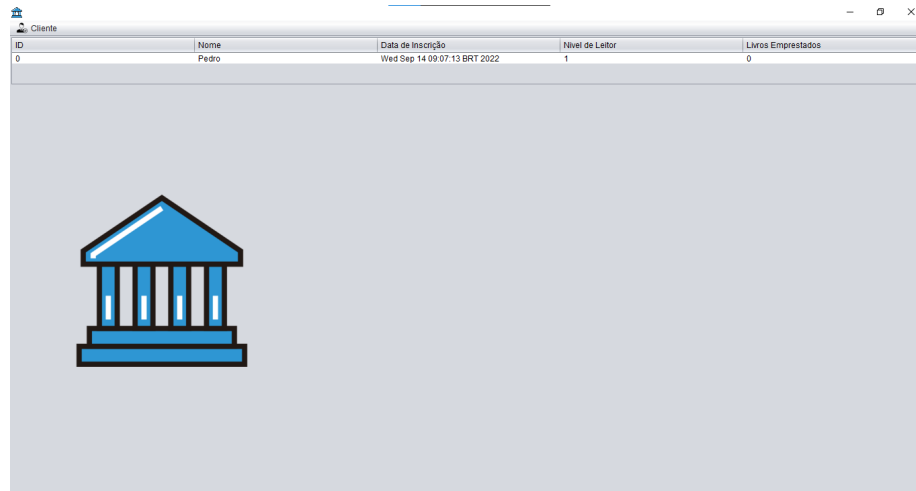 Cliente
ID Nome Data de Inscrição Nivel de Leitor Livros Emprestados
0 Pedro Wed Sep 14 09:07:13 BRT 2022 1 0